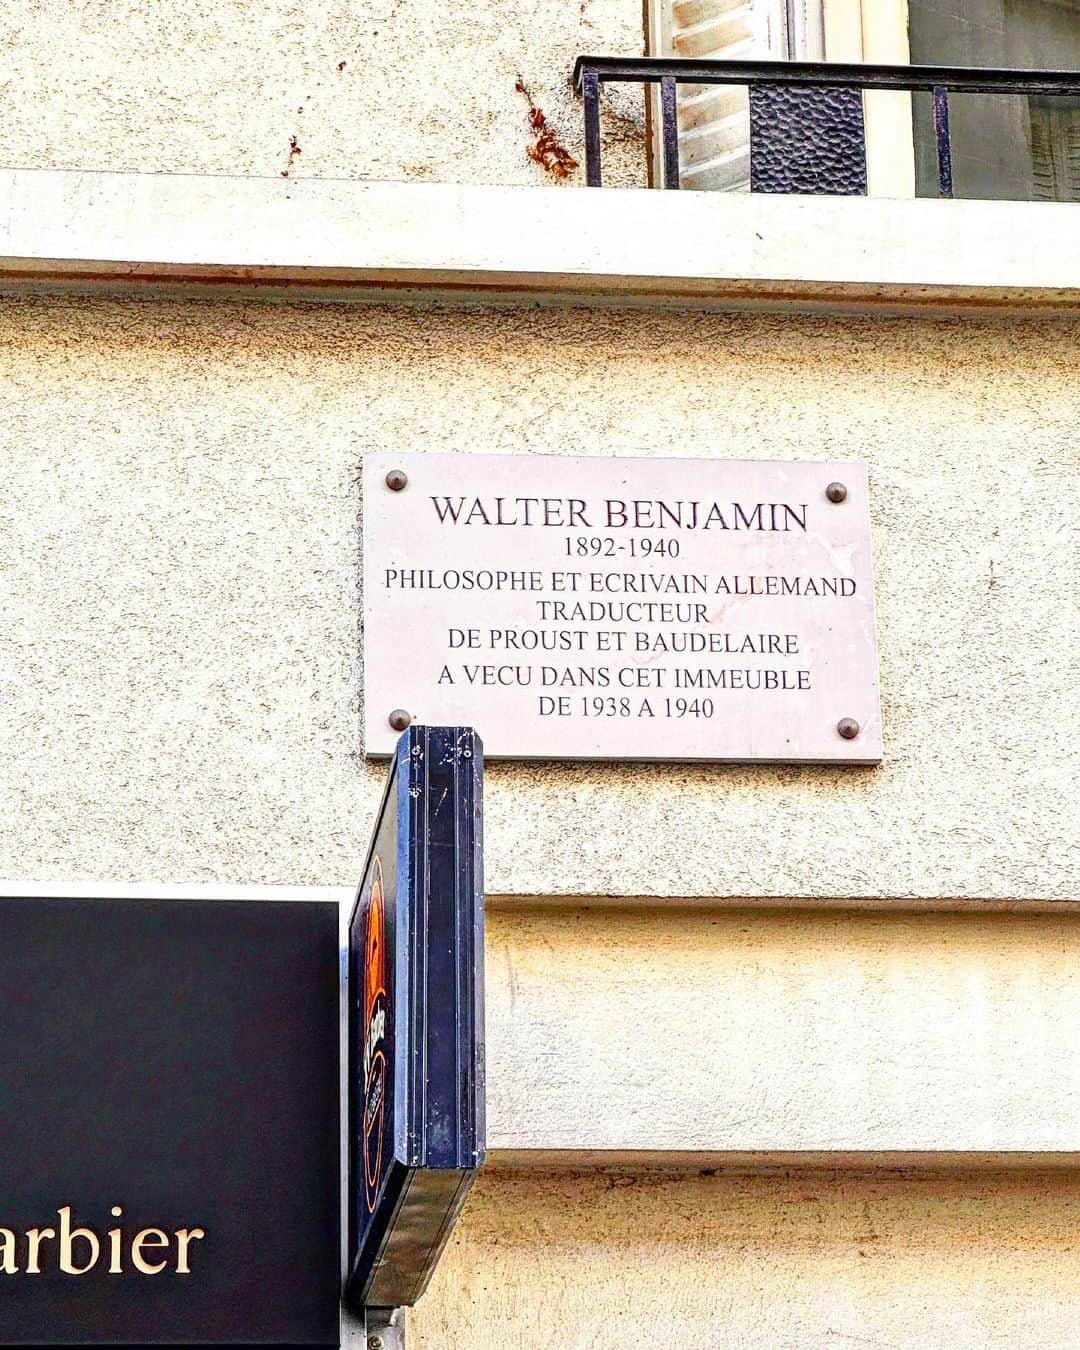 WALTER BENJAMIN
1892-1940
PHILOSOPHE ET ECRIVAIN ALLEMAND
TRADUCTEUR
DE PROUST ET BAUDELAIRE
A VECU DANS CET IMMEUBLE
DE 1938 A 1940
arbier